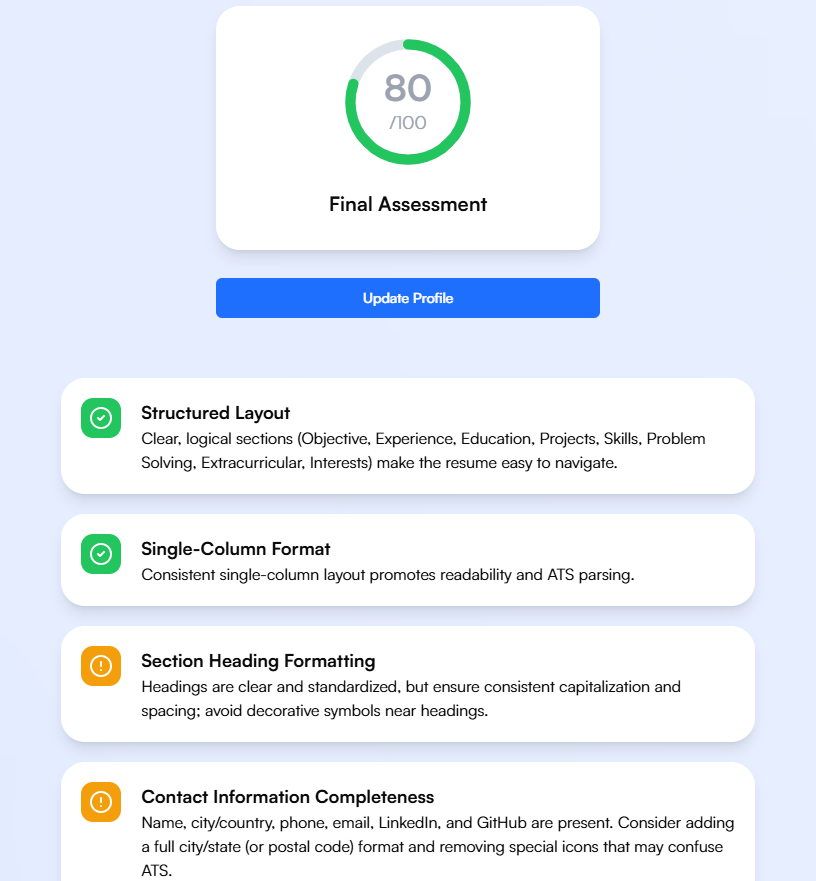 80
/100
Final Assessment
Update Profile
Structured Layout
Clear, logical sections (Objective, Experience, Education, Projects, Skills, Problem
Solving, Extracurricular, Interests) make the resume easy to navigate.
Single-Column Format
Consistent single-column layout promotes readability and ATS parsing.
Section Heading Formatting
Headings are clear and standardized, but ensure consistent capitalization and
spacing; avoid decorative symbols near headings.
Contact Information Completeness
Name, city/country, phone, email, LinkedIn, and GitHub are present. Consider adding
a full city/state (or postal code) format and removing special icons that may confuse
ATS.